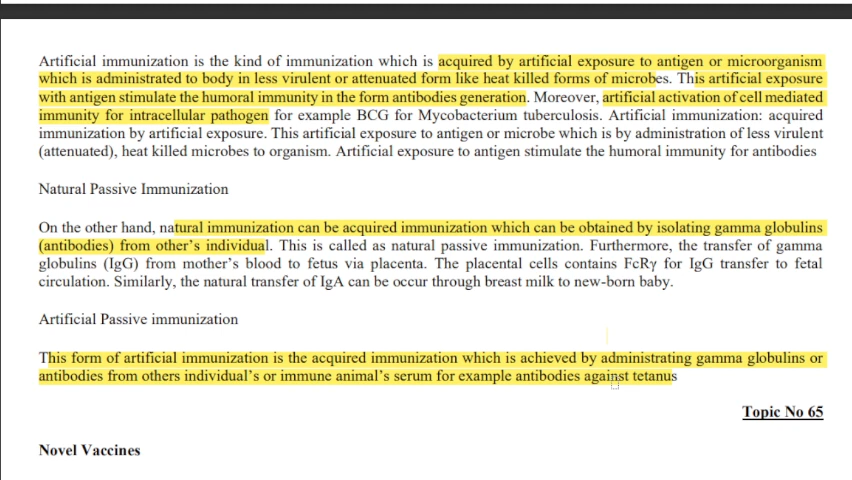 Artificial immunization is the kind of immunization which is acquired by artificial exposure to antigen or microorganism
which is administrated to body in less virulent or attenuated form like heat killed forms of microbes. This artificial exposure
with antigen stimulate the humoral immunity in the form antibodies generation. Moreover, artificial activation of cell mediated
immunity for intracellular pathogen for example BCG for Mycobacterium tuberculosis. Artificial immunization: acquired
immunization by artificial exposure. This artificial exposure to antigen or microbe which is by administration of less virulent
(attenuated), heat killed microbes to organism. Artificial exposure to antigen stimulate the humoral immunity for antibodies
Natural Passive Immunization
On the other hand, natural immunization can be acquired immunization which can be obtained by isolating gamma globulins
(antibodies) from other's individual. This is called as natural passive immunization. Furthermore, the transfer of gamma
globulins (IgG) from mother's blood to fetus via placenta. The placental cells contains FcRγ for IgG transfer to fetal
circulation. Similarly, the natural transfer of IgA can be occur through breast milk to new-born baby.
Artificial Passive immunization
This form of artificial immunization is the acquired immunization which is achieved by administrating gamma globulins or
antibodies from others individual's or immune animal's serum for example antibodies against tetanus
Topic No 65
Novel Vaccines